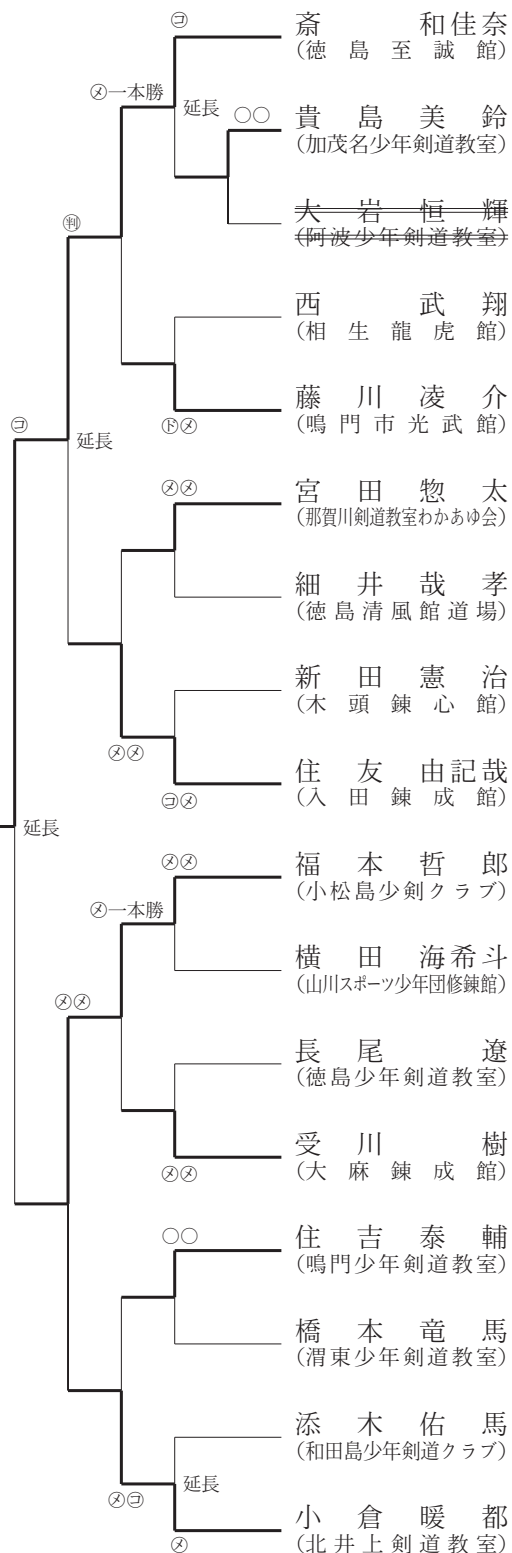 ㋙
斎 和佳奈
(徳島至誠館)
㋱一本勝
延長
○○
貴島美鈴
(加茂名少年剣道教室)
大岩恒輝
(阿波少年剣道教室)
㊒
西 武翔
(相生龍虎館)
藤川凌介
(鳴門市光武館)
㋣㋱
㋙
延長
㋱㋱
宮田惣太
(那賀川剣道教室わかあゆ会)
細井哉孝
(徳島清風館道場)
新田憲治
(木頭錬心館)
㋱㋱
住友由記哉
(入田錬成館)
㋙㋱
延長
㋱㋱
福本哲郎
(小松島少剣クラブ)
㋱一本勝
横田海希斗
(山川スポーツ少年団修錬館)
㋱㋱
長尾 遼
(徳島少年剣道教室)
受川 樹
(大麻錬成館)
㋱㋱
○○
住吉泰輔
(鳴門少年剣道教室)
橋本竜馬
(渭東少年剣道教室)
添木佑馬
(和田島少年剣道クラブ)
延長
㋱㋙
小倉暖都
(北井上剣道教室)
㋱